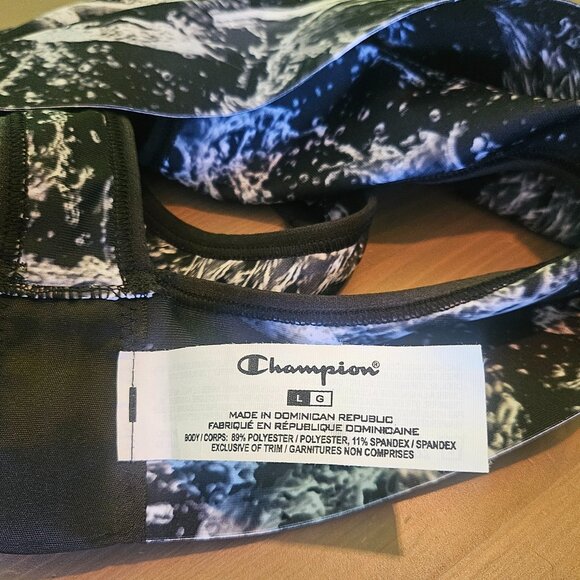 Champion®
L G
MADE IN DOMINICAN REPUBLIC
FABRIQUÉ EN RÉPUBLIQUE DOMINICAINE
BODY / CORPS: 89% POLYESTER / POLYESTER, 11% SPANDEX / SPANDEX
EXCLUSIVE OF TRIM / GARNITURES NON COMPRISES